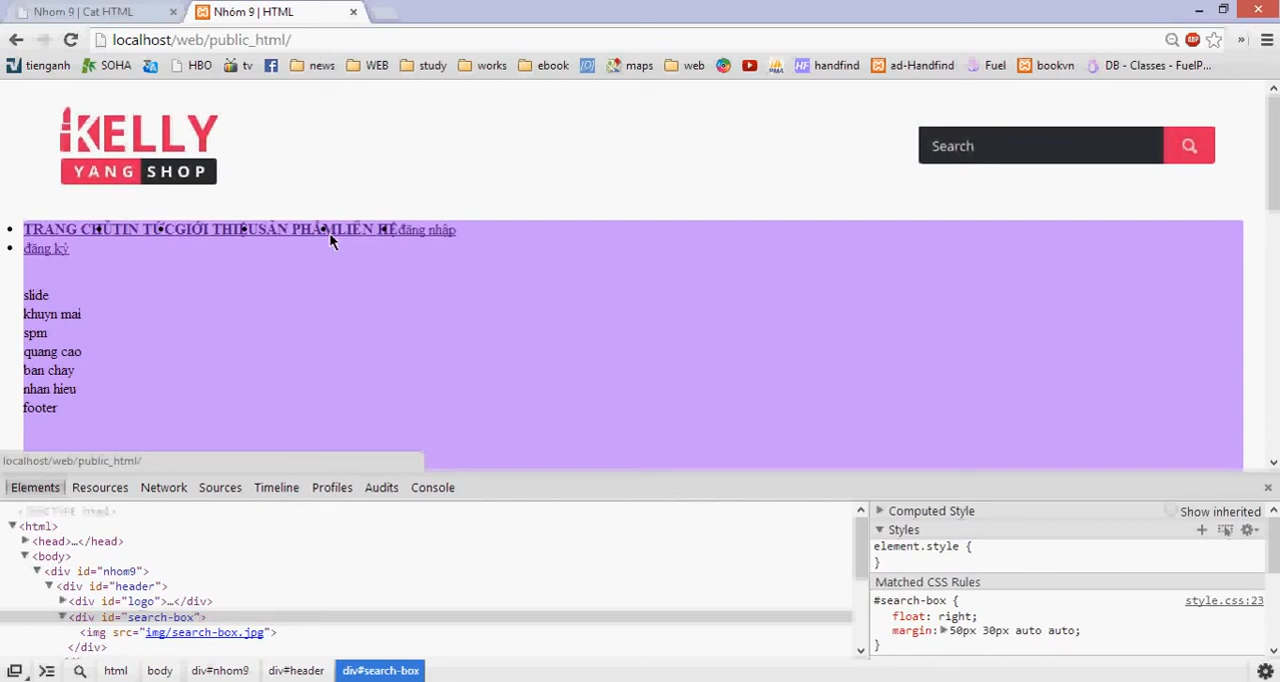 Nhom 9 | Cat HTML
Nhóm 9 | HTML
localhost/web/public_html/
tienganh SOHA HBO tv news WEB study works ebook maps web handfind ad-Handfind Fuel bookvn DB - Classes - FuelP...
KELLY
YANG SHOP
Search
TRANG CHỦTIN TỨCGIỚI THIỆUSẢN PHẨMLIÊN HỆđăng nhập
đăng ký
slide
khuyn mai
spm
quang cao
ban chay
nhan hieu
footer
localhost/web/public_html/
Elements Resources Network Sources Timeline Profiles Audits Console
<html>
<head>...</head>
<body>
<div id="nhom9">
<div id="header">
<div id="logo">...</div>
<div id="search-box">
<img src="img/search-box.jpg">
</div>
Computed Style Show inherited
Styles
element.style {
}
Matched CSS Rules
#search-box { style.css:23
float: right;
margin: 50px 30px auto auto;
}
html body div#nhom9 div#header div#search-box